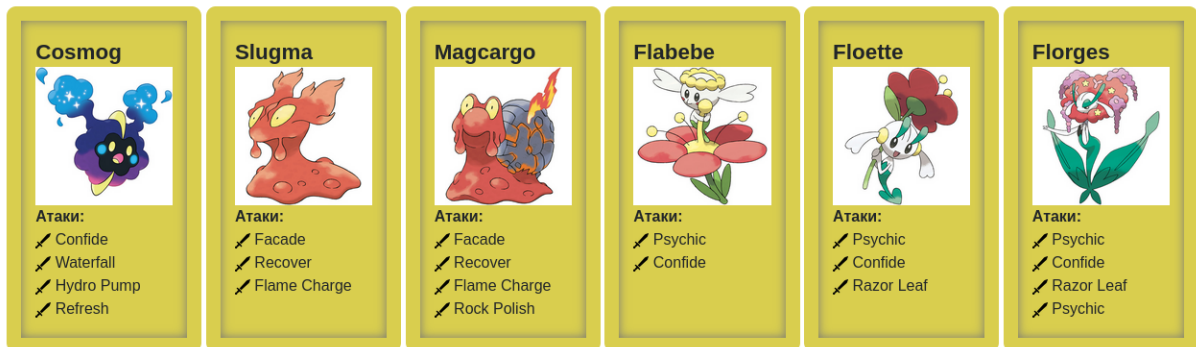 Cosmog
Атаки:
Confide
Waterfall
Hydro Pump
Refresh
Slugma
Атаки:
Facade
Recover
Flame Charge
Magcargo
Атаки:
Facade
Recover
Flame Charge
Rock Polish
Flabebe
Атаки:
Psychic
Confide
Floette
Атаки:
Psychic
Confide
Razor Leaf
Florges
Атаки:
Psychic
Confide
Razor Leaf
Psychic